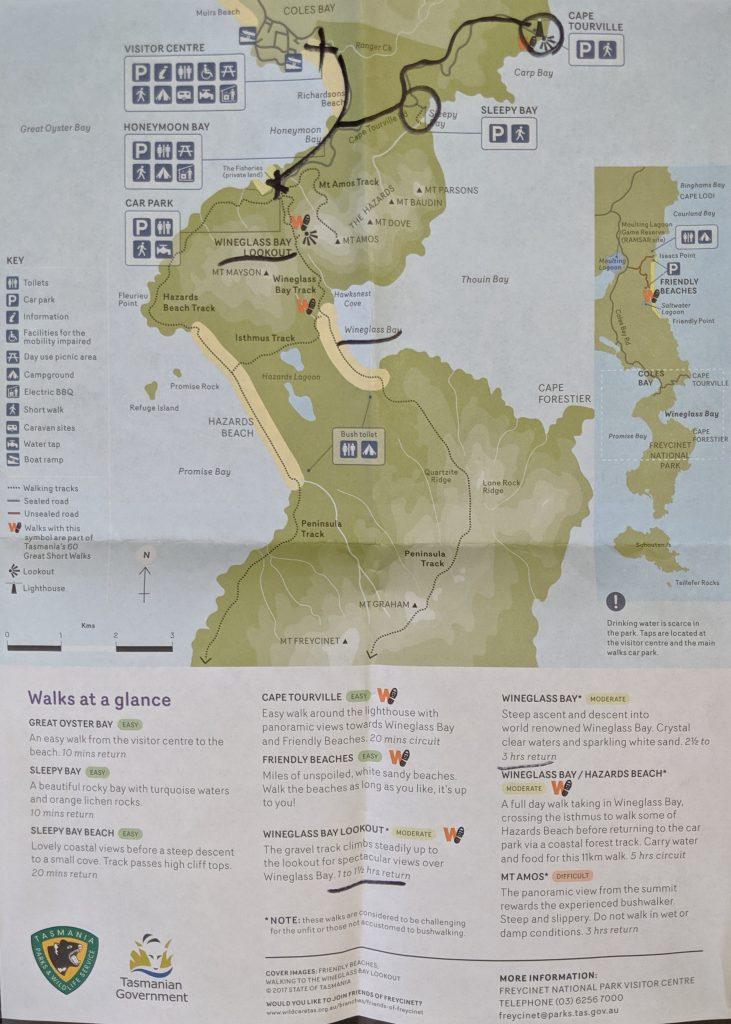 Muirs Beach
COLES BAY
CAPE
TOURVILLE
VISITOR CENTRE
Ranger Ck
Carp Bay
Richardsons
Beach
Great Oyster Bay
HONEYMOON BAY
Honeymoon
Bay
Cape Tourville Rd
Sleepy
Bay
SLEEPY BAY
The Fisheries
(private land)
Mt Amos Track
CAR PARK
THE HAZARDS
MT PARSONS
MT BAUDIN
MT DOVE
MT AMOS
WINEGLASS BAY
LOOKOUT
MT MAYSON
Wineglass
Bay Track
Thouin Bay
Fleurieu
Point
Hazards
Beach Track
Hawksnest
Cove
Wineglass Bay
Isthmus Track
Hazards Lagoon
Promise Rock
Refuge Island
HAZARDS
BEACH
CAPE
FORESTIER
Bush toilet
Promise Bay
Quartzite
Ridge
Lone Rock
Ridge
Peninsula
Track
Peninsula
Track
MT GRAHAM
MT FREYCINET
KEY
Toilets
P Car park
i Information
Facilities for the
mobility impaired
Day use picnic area
Campground
Electric BBQ
Short walk
Caravan sites
Water tap
Boat ramp
Walking tracks
Sealed road
Unsealed road
W Walks with this
symbol are part of
Tasmania's 60
Great Short Walks
Lookout
Lighthouse
N
Kms
0 1 2 3
Binghams Bay
CAPE LODI
Courland Bay
Moulting Lagoon
Game Reserve
(RAMSAR site)
Isaacs Point
Moulting
Lagoon
FRIENDLY
BEACHES
Saltwater
Lagoon
Friendly Point
Coles Bay Rd
COLES
BAY
CAPE
TOURVILLE
Wineglass Bay
Promise Bay
CAPE
FORESTIER
FREYCINET
NATIONAL
PARK
Schouten Is
Taillefer Rocks
!
Drinking water is scarce in
the park. Taps are located at
the visitor centre and the main
walks car park.
Walks at a glance
GREAT OYSTER BAY EASY
An easy walk from the visitor centre to the
beach. 10 mins return
SLEEPY BAY EASY
A beautiful rocky bay with turquoise waters
and orange lichen rocks.
10 mins return
SLEEPY BAY BEACH EASY
Lovely coastal views before a steep descent
to a small cove. Track passes high cliff tops.
20 mins return
CAPE TOURVILLE EASY W
Easy walk around the lighthouse with
panoramic views towards Wineglass Bay
and Friendly Beaches. 20 mins circuit
FRIENDLY BEACHES EASY W
Miles of unspoiled, white sandy beaches.
Walk the beaches as long as you like, it's up
to you!
WINEGLASS BAY LOOKOUT* MODERATE W
The gravel track climbs steadily up to
the lookout for spectacular views over
Wineglass Bay. 1 to 1½ hrs return
* NOTE: these walks are considered to be challenging
for the unfit or those not accustomed to bushwalking.
WINEGLASS BAY* MODERATE
Steep ascent and descent into
world renowned Wineglass Bay. Crystal
clear waters and sparkling white sand. 2½ to
3 hrs return
WINEGLASS BAY / HAZARDS BEACH*
MODERATE W
A full day walk taking in Wineglass Bay,
crossing the Isthmus to walk some of
Hazards Beach before returning to the car
park via a coastal forest track. Carry water
and food for this 11km walk. 5 hrs circuit
MT AMOS* DIFFICULT
The panoramic view from the summit
rewards the experienced bushwalker.
Steep and slippery. Do not walk in wet or
damp conditions. 3 hrs return
TASMANIA
PARKS & WILDLIFE SERVICE
Tasmanian
Government
COVER IMAGES: FRIENDLY BEACHES,
WALKING TO THE WINEGLASS BAY LOOKOUT
© 2017 STATE OF TASMANIA
WOULD YOU LIKE TO JOIN FRIENDS OF FREYCINET?
www.wildcaretas.org.au/branches/friends-of-freycinet
MORE INFORMATION:
FREYCINET NATIONAL PARK VISITOR CENTRE
TELEPHONE (03) 6256 7000
freycinet@parks.tas.gov.au